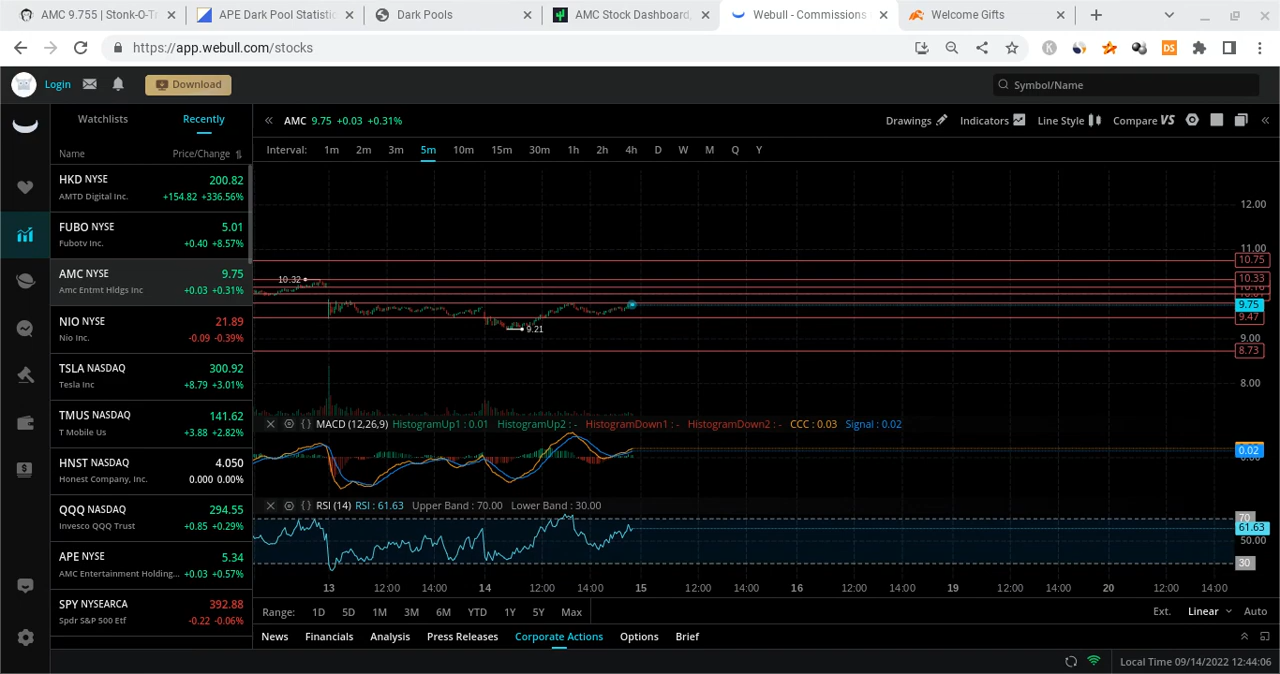 AMC 9.755 | Stonk-O-Tr
APE Dark Pool Statistic
Dark Pools
AMC Stock Dashboard,
Webull - Commissions
Welcome Gifts
https://app.webull.com/stocks
K
DS
Login
Download
Symbol/Name
Watchlists
Recently
AMC 9.75 +0.03 +0.31%
Drawings
Indicators
Line Style
Compare VS
Name Price/Change
Interval: 1m 2m 3m 5m 10m 15m 30m 1h 2h 4h D W M Q Y
HKD NYSE 200.82
AMTD Digital Inc. +154.82 +336.56%
FUBO NYSE 5.01
Fubotv Inc. +0.40 +8.57%
AMC NYSE 9.75
Amc Entmt Hldgs Inc +0.03 +0.31%
NIO NYSE 21.89
Nio Inc. -0.09 -0.39%
TSLA NASDAQ 300.92
Tesla Inc +8.79 +3.01%
TMUS NASDAQ 141.62
T Mobile Us +3.88 +2.82%
HNST NASDAQ 4.050
Honest Company, Inc. 0.000 0.00%
QQQ NASDAQ 294.55
Invesco QQQ Trust +0.85 +0.29%
APE NYSE 5.34
AMC Entertainment Holding... +0.03 +0.57%
SPY NYSEARCA 392.88
Spdr S&P 500 Etf -0.22 -0.06%
12.00
11.00
10.75
10.33
9.75
9.47
9.00
8.73
8.00
10.32
9.21
MACD (12,26,9) HistogramUp1 : 0.01 HistogramUp2 : - HistogramDown1 : - HistogramDown2 : - CCC : 0.03 Signal : 0.02
0.02
RSI (14) RSI : 61.63 Upper Band : 70.00 Lower Band : 30.00
70
61.63
50.00
30
13 12:00 14:00 14 12:00 14:00 15 12:00 14:00 16 12:00 14:00 19 12:00 14:00 20 12:00 14:00
Range: 1D 5D 1M 3M 6M YTD 1Y 5Y Max
Ext. Linear Auto
News Financials Analysis Press Releases Corporate Actions Options Brief
Local Time 09/14/2022 12:44:06